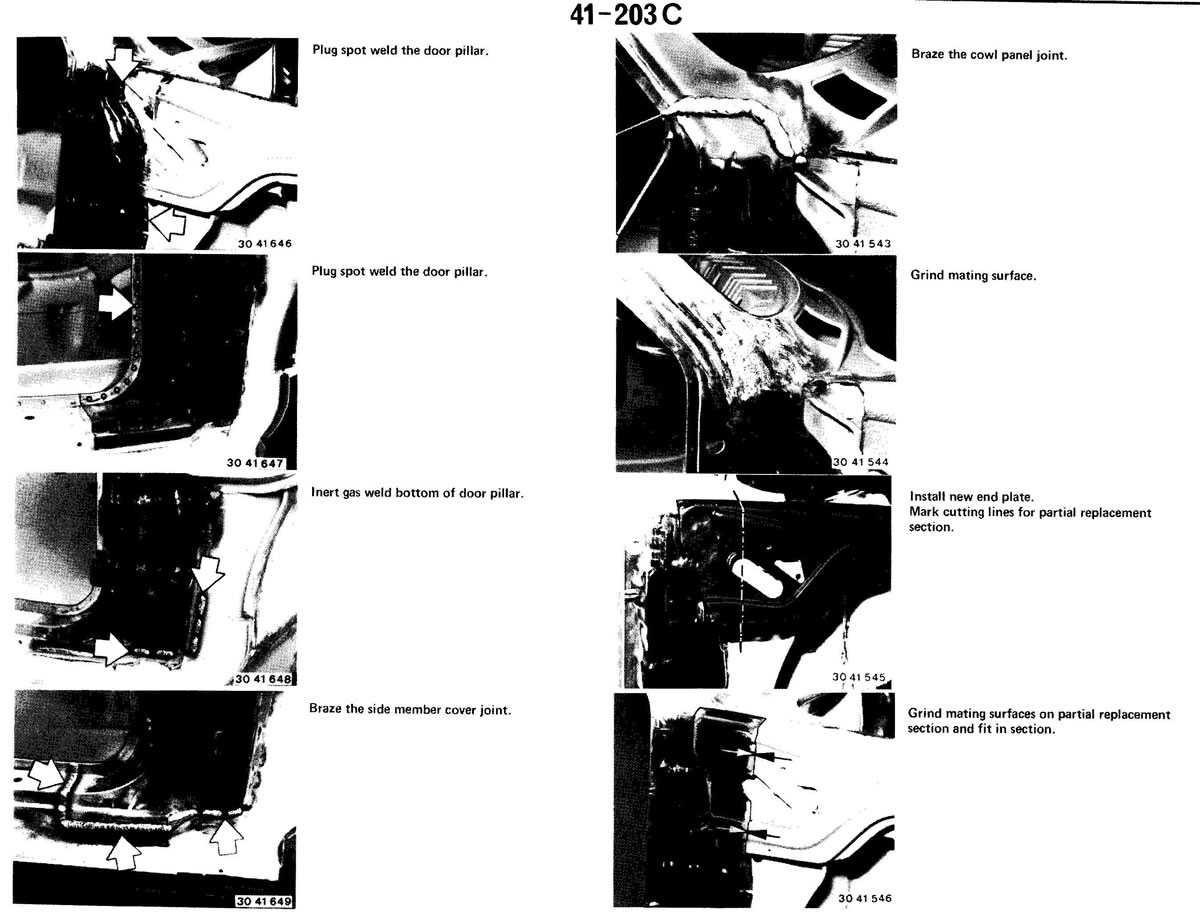 41-203 C
Plug spot weld the door pillar.
30 41 646
Plug spot weld the door pillar.
30 41 647
Inert gas weld bottom of door pillar.
30 41 648
Braze the side member cover joint.
30 41 649
Braze the cowl panel joint.
30 41 543
Grind mating surface.
30 41 544
Install new end plate.
Mark cutting lines for partial replacement
section.
30 41 545
Grind mating surfaces on partial replacement
section and fit in section.
30 41 546